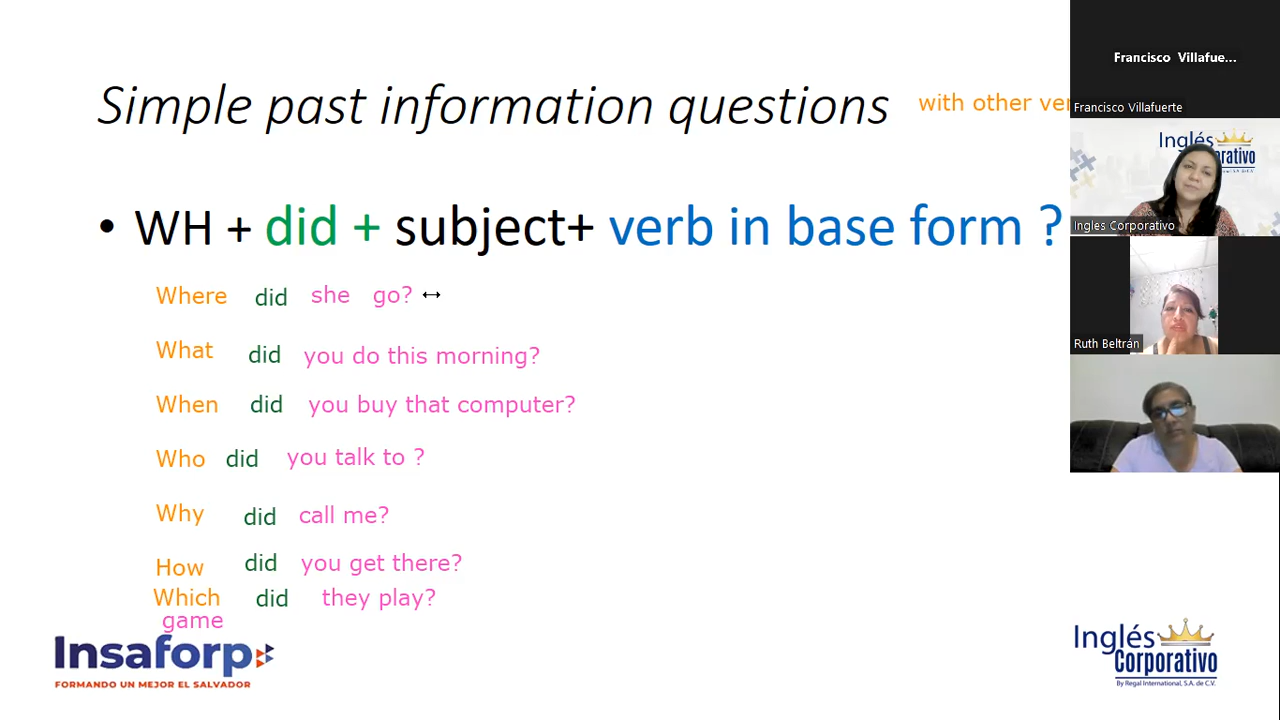 Simple past information questions
with other ver
• WH + did + subject+ verb in base form ?
Where did she go?
What did you do this morning?
When did you buy that computer?
Who did you talk to ?
Why did call me?
How did you get there?
Which did they play?
game
Insaforp
FORMANDO UN MEJOR EL SALVADOR
Inglés
Corporativo
By Regal International, S.A. de C.V.
Francisco Villafue...
Francisco Villafuerte
Inglés
porativo
Ingles Corporativo
Ruth Beltrán